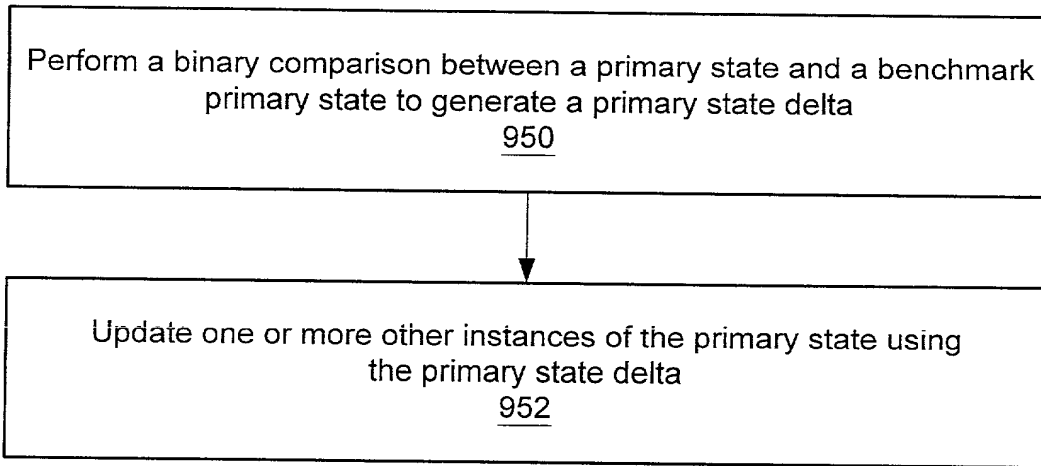 Perform a binary comparison between a primary state and a benchmark
primary state to generate a primary state delta
950
Update one or more other instances of the primary state using
the primary state delta
952